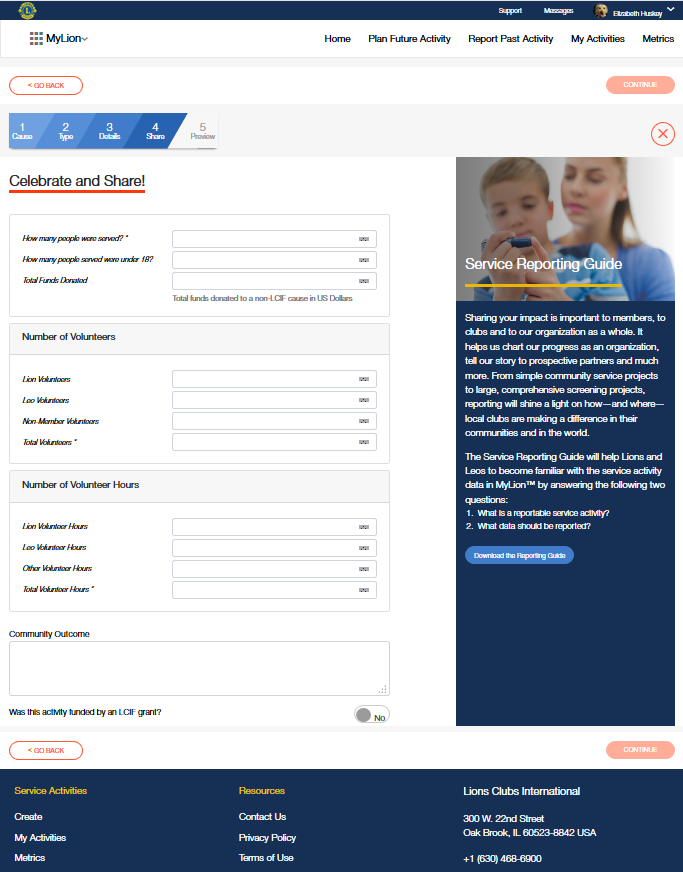 Support Messages Elizabeth Huskey
MyLion Home Plan Future Activity Report Past Activity My Activities Metrics
< GO BACK CONTINUE
1 2 3 4 5
Cause Type Details Share Preview
Celebrate and Share!
How many people were served? *
How many people served were under 18?
Total Funds Donated
Total funds donated to a non-LCIF cause in US Dollars
Number of Volunteers
Lion Volunteers
Leo Volunteers
Non-Member Volunteers
Total Volunteers *
Number of Volunteer Hours
Lion Volunteer Hours
Leo Volunteer Hours
Other Volunteer Hours
Total Volunteer Hours *
Community Outcome
Was this activity funded by an LCIF grant? No
Service Reporting Guide
Sharing your impact is important to members, to
clubs and to our organization as a whole. It
helps us chart our progress as an organization,
tell our story to prospective partners and much
more. From simple community service projects
to large, comprehensive screening projects,
reporting will shine a light on how—and where—
local clubs are making a difference in their
communities and in the world.
The Service Reporting Guide will help Lions and
Leos to become familiar with the service activity
data in MyLion™ by answering the following two
questions:
1. What is a reportable service activity?
2. What data should be reported?
Download the Reporting Guide
< GO BACK CONTINUE
Service Activities
Create
My Activities
Metrics
Resources
Contact Us
Privacy Policy
Terms of Use
Lions Clubs International
300 W. 22nd Street
Oak Brook, IL 60523-8842 USA
+1 (630) 468-6900